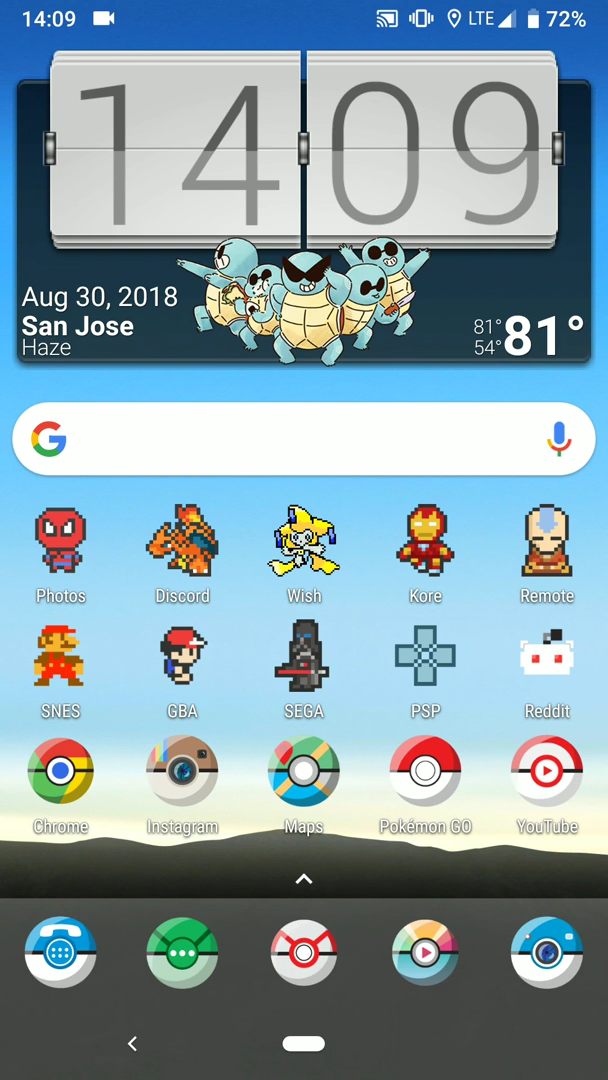 14:09 LTE 72%
14 09
Aug 30, 2018
San Jose
Haze
81°
54°
81°
Photos Discord Wish Kore Remote
SNES GBA SEGA PSP Reddit
Chrome Instagram Maps Pokémon GO YouTube